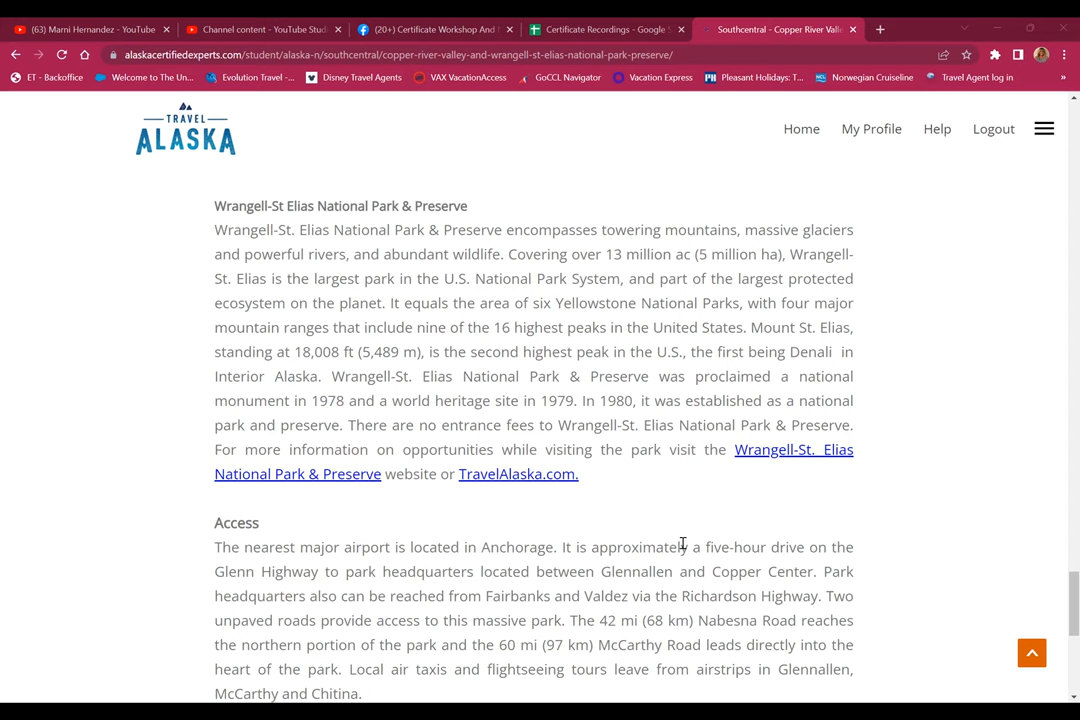 (63) Marni Hernandez - YouTube
Channel content - YouTube Stud
(20+) Certificate Workshop And
Certificate Recordings - Google S
Southcentral - Copper River Valle
alaskacertifiedexperts.com/student/alaska-n/southcentral/copper-river-valley-and-wrangell-st-elias-national-park-preserve/
ET - Backoffice
Welcome to The Un...
Evolution Travel -...
Disney Travel Agents
VAX VacationAccess
GoCCL Navigator
Vacation Express
Pleasant Holidays: T...
Norwegian Cruiseline
Travel Agent log in
»
TRAVEL
ALASKA
Home
My Profile
Help
Logout
Wrangell-St Elias National Park & Preserve
Wrangell-St. Elias National Park & Preserve encompasses towering mountains, massive glaciers
and powerful rivers, and abundant wildlife. Covering over 13 million ac (5 million ha), Wrangell-
St. Elias is the largest park in the U.S. National Park System, and part of the largest protected
ecosystem on the planet. It equals the area of six Yellowstone National Parks, with four major
mountain ranges that include nine of the 16 highest peaks in the United States. Mount St. Elias,
standing at 18,008 ft (5,489 m), is the second highest peak in the U.S., the first being Denali in
Interior Alaska. Wrangell-St. Elias National Park & Preserve was proclaimed a national
monument in 1978 and a world heritage site in 1979. In 1980, it was established as a national
park and preserve. There are no entrance fees to Wrangell-St. Elias National Park & Preserve.
For more information on opportunities while visiting the park visit the Wrangell-St. Elias
National Park & Preserve website or TravelAlaska.com.
Access
The nearest major airport is located in Anchorage. It is approximately a five-hour drive on the
Glenn Highway to park headquarters located between Glennallen and Copper Center. Park
headquarters also can be reached from Fairbanks and Valdez via the Richardson Highway. Two
unpaved roads provide access to this massive park. The 42 mi (68 km) Nabesna Road reaches
the northern portion of the park and the 60 mi (97 km) McCarthy Road leads directly into the
heart of the park. Local air taxis and flightseeing tours leave from airstrips in Glennallen,
McCarthy and Chitina.